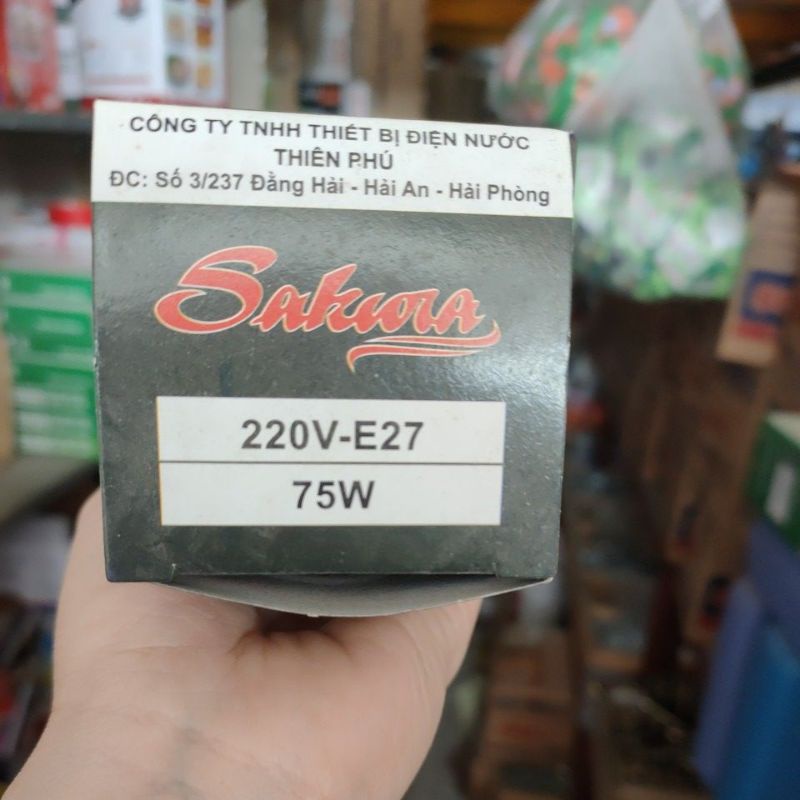 CÔNG TY TNHH THIẾT BỊ ĐIỆN NƯỚC
THIÊN PHÚ
ĐC: Số 3/237 Đằng Hải - Hải An - Hải Phòng
Sakura
220V-E27
75W